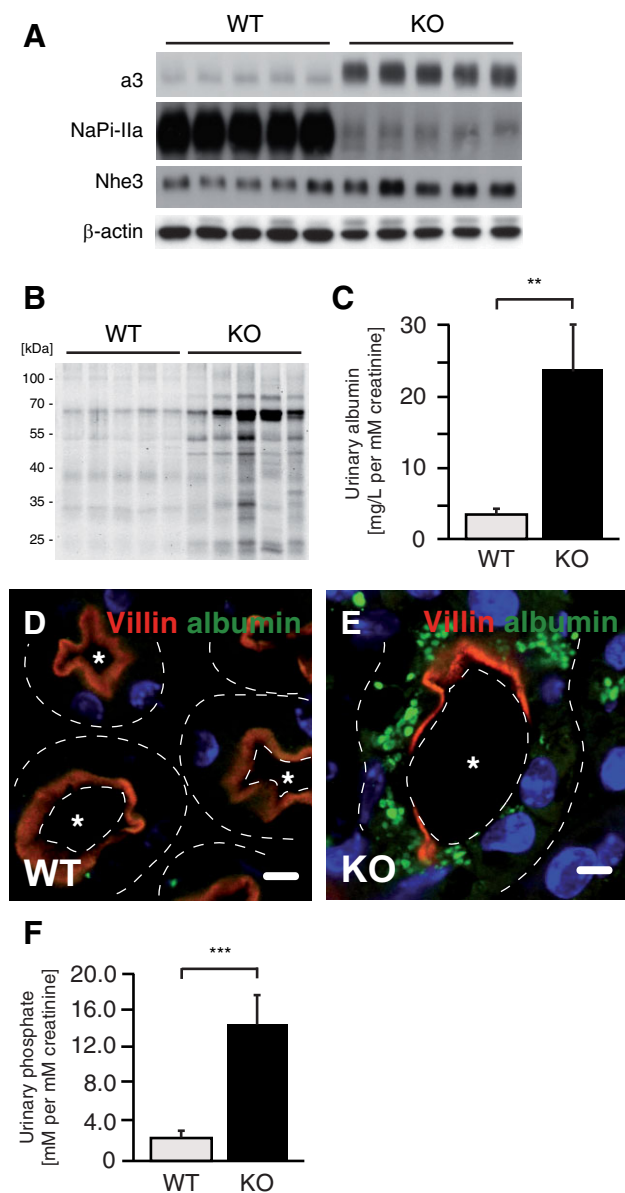 A
WT KO
a3
NaPi-IIa
Nhe3
β-actin
B
WT KO
[kDa]
100 -
70 -
55 -
40 -
35 -
25 -
C
**
Urinary albumin
[mg/L per mM creatinine]
30
20
10
0
WT KO
D
Villin albumin
*
*
*
WT
E
Villin albumin
*
KO
F
***
Urinary phosphate
[mM per mM creatinine]
20.0
16.0
12.0
8.0
4.0
0
WT KO